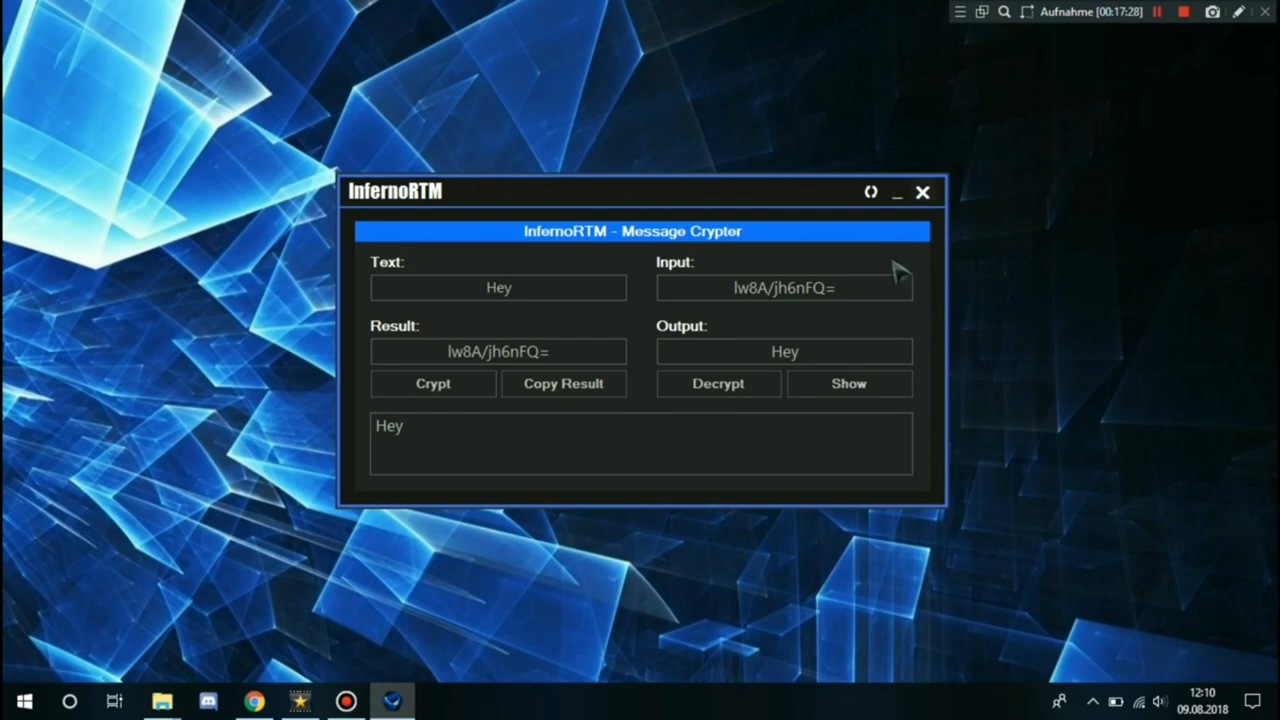 Aufnahme [00:17:28]
InfernoRTM
InfernoRTM - Message Crypter
Text:
Input:
Hey
lw8A/jh6nFQ=
Result:
Output:
lw8A/jh6nFQ=
Hey
Crypt
Copy Result
Decrypt
Show
Hey
12:10
09.08.2018